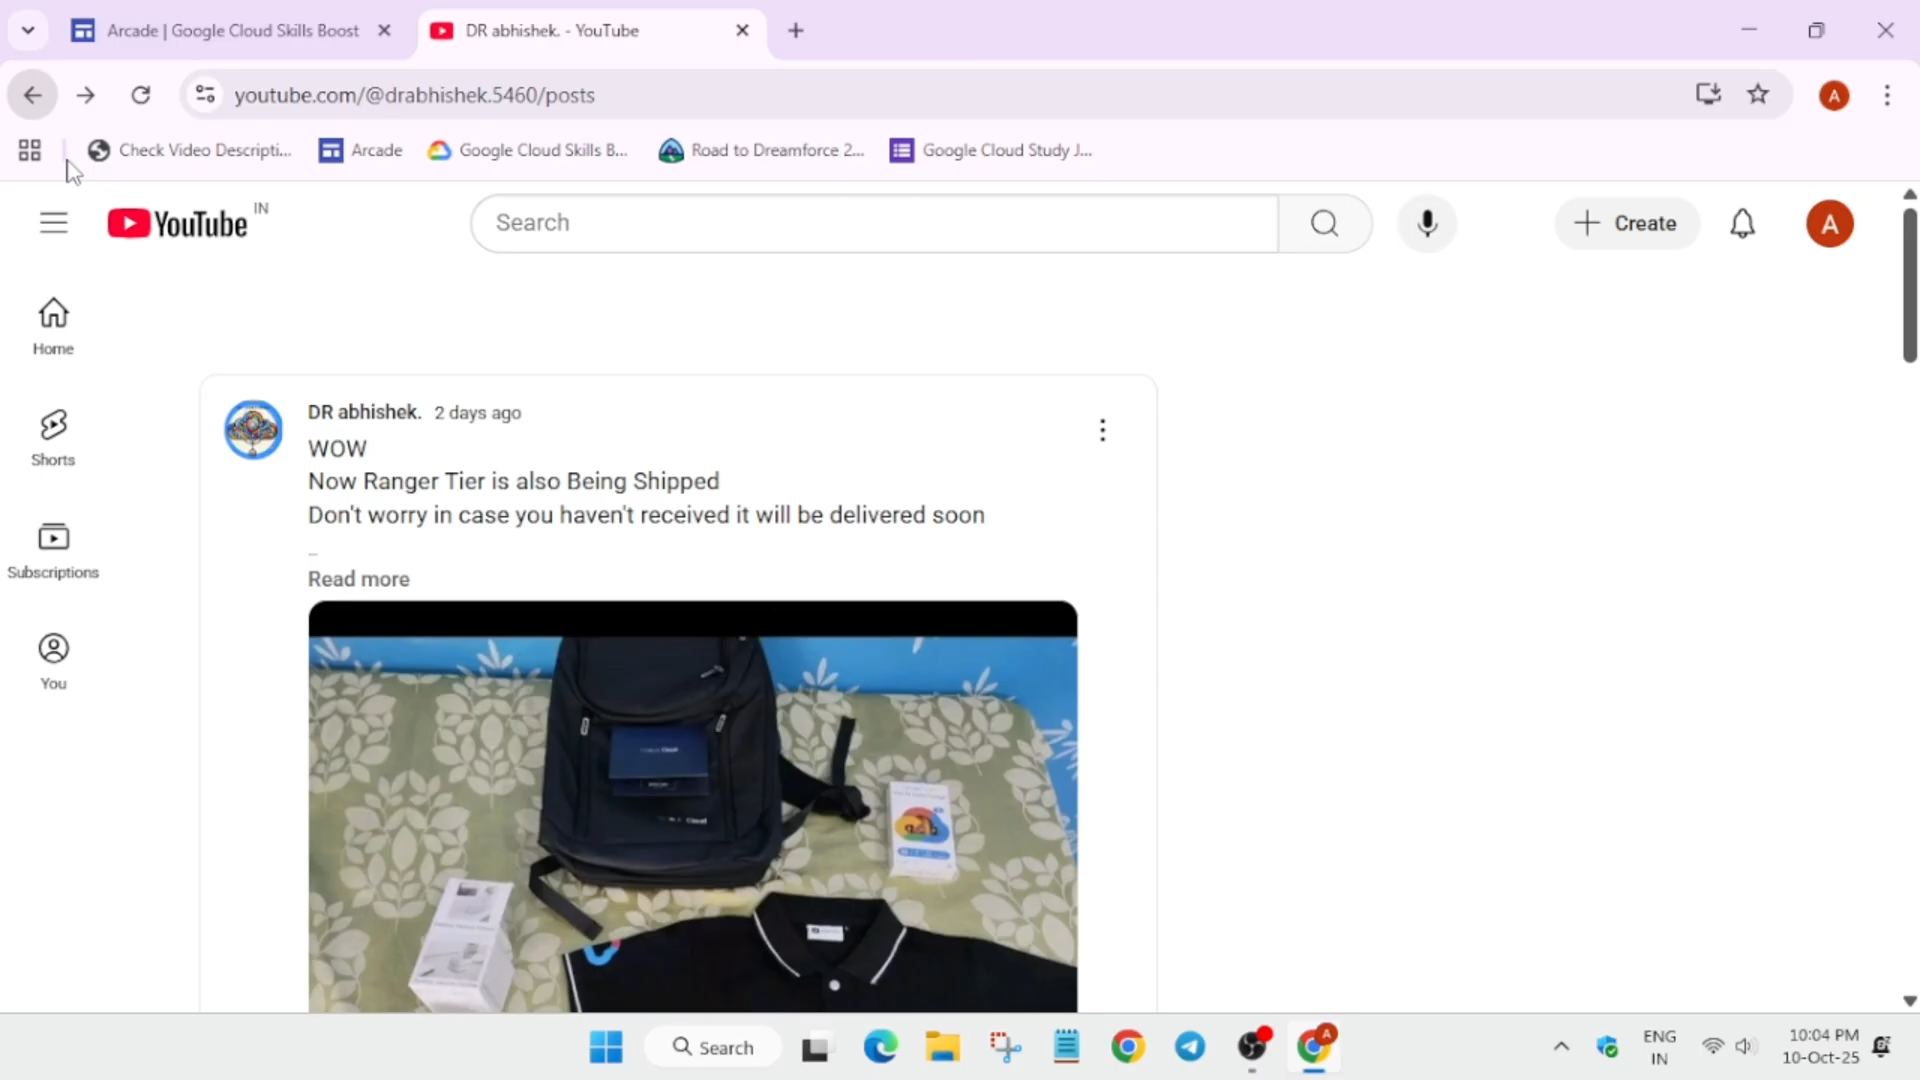 Arcade | Google Cloud Skills Boost
DR abhishek. - YouTube
youtube.com/@drabhishek.5460/posts
A
Check Video Descripti...
Arcade
Google Cloud Skills B...
Road to Dreamforce 2...
Google Cloud Study J...
YouTube IN
Search
Create
A
Home
Shorts
Subscriptions
You
DR abhishek. 2 days ago
WOW
Now Ranger Tier is also Being Shipped
Don't worry in case you haven't received it will be delivered soon
..
Read more
Cloud
Cloud
Search
A
ENG
IN
10:04 PM
10-Oct-25